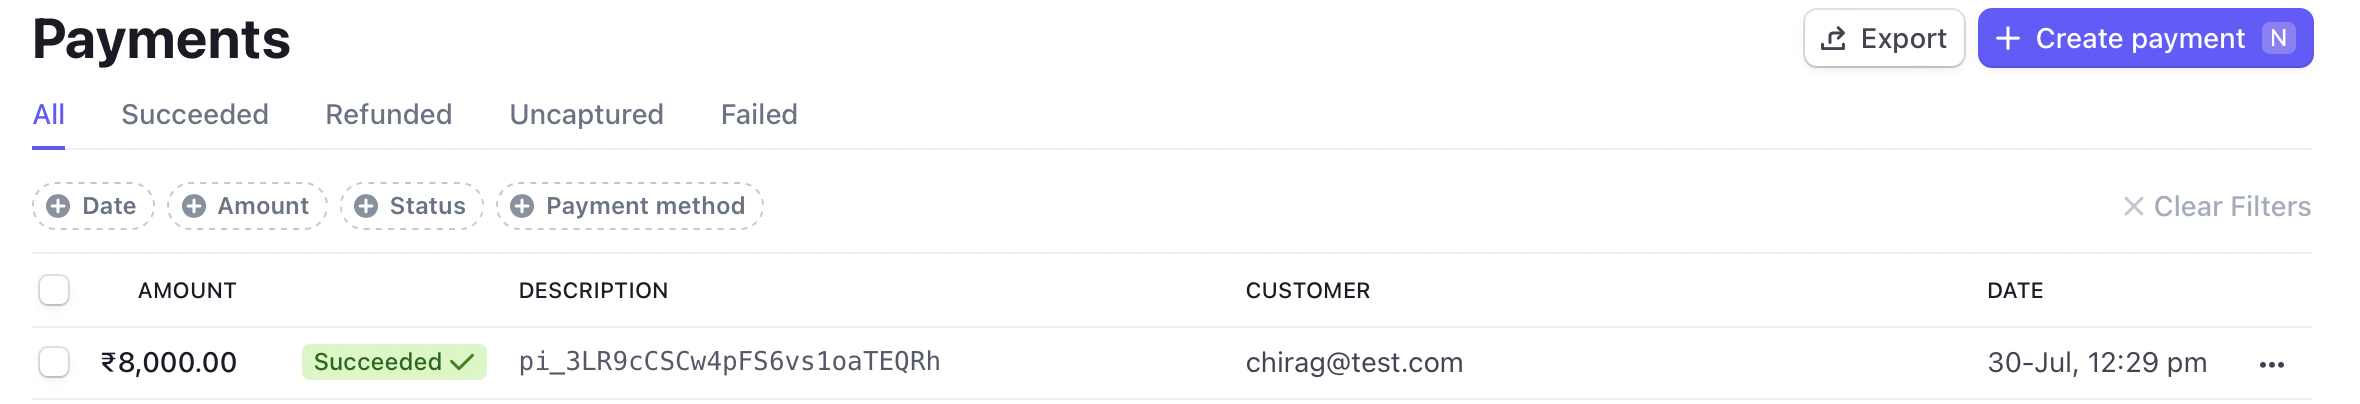 Payments
Export
Create payment N
All Succeeded Refunded Uncaptured Failed
Date Amount Status Payment method
Clear Filters
AMOUNT DESCRIPTION CUSTOMER DATE
₹8,000.00 Succeeded pi_3LR9cCSCw4pFS6vs1oaTEQRh chirag@test.com 30-Jul, 12:29 pm